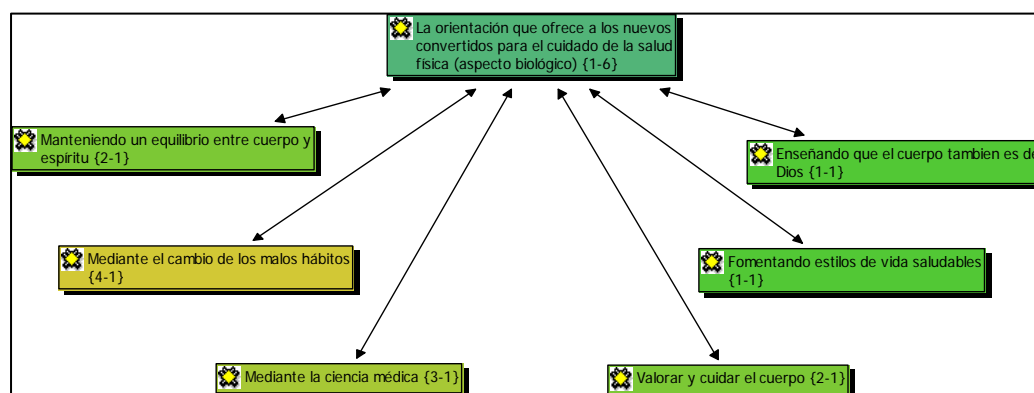 La orientación que ofrece a los nuevos
convertidos para el cuidado de la salud
física (aspecto biológico) {1-6}
Manteniendo un equilibrio entre cuerpo y
espíritu {2-1}
Enseñando que el cuerpo tambien es de
Dios {1-1}
Mediante el cambio de los malos hábitos
{4-1}
Fomentando estilos de vida saludables
{1-1}
Mediante la ciencia médica {3-1}
Valorar y cuidar el cuerpo {2-1}